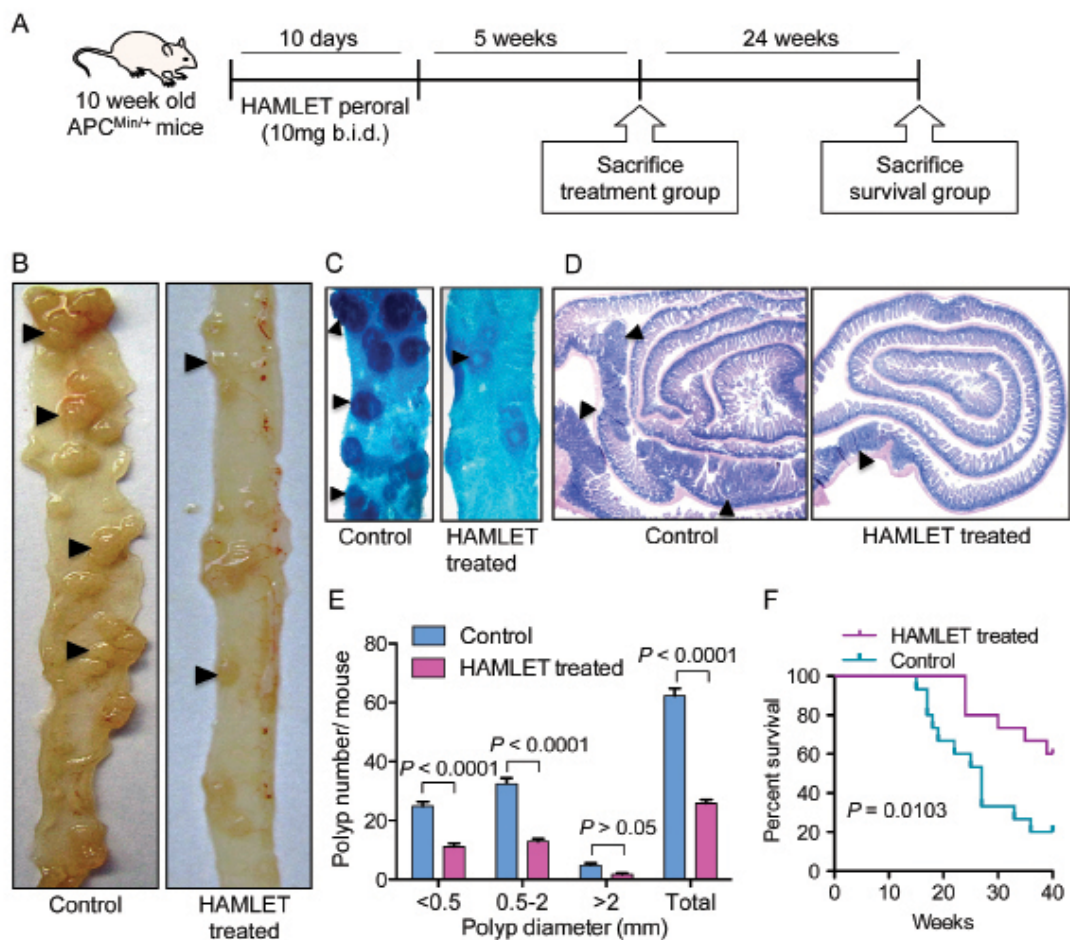 A
10 days
5 weeks
24 weeks
10 week old
APC^Min/+ mice
HAMLET peroral
(10mg b.i.d.)
Sacrifice
treatment group
Sacrifice
survival group
B
Control
HAMLET
treated
C
Control
HAMLET
treated
D
Control
HAMLET treated
E
Control
HAMLET treated
Polyp number/ mouse
80
60
40
20
0
P < 0.0001
P < 0.0001
P > 0.05
P < 0.0001
<0.5
0.5-2
>2
Total
Polyp diameter (mm)
F
HAMLET treated
Control
Percent survival
100
80
60
40
20
0
P = 0.0103
0
10
20
30
40
Weeks